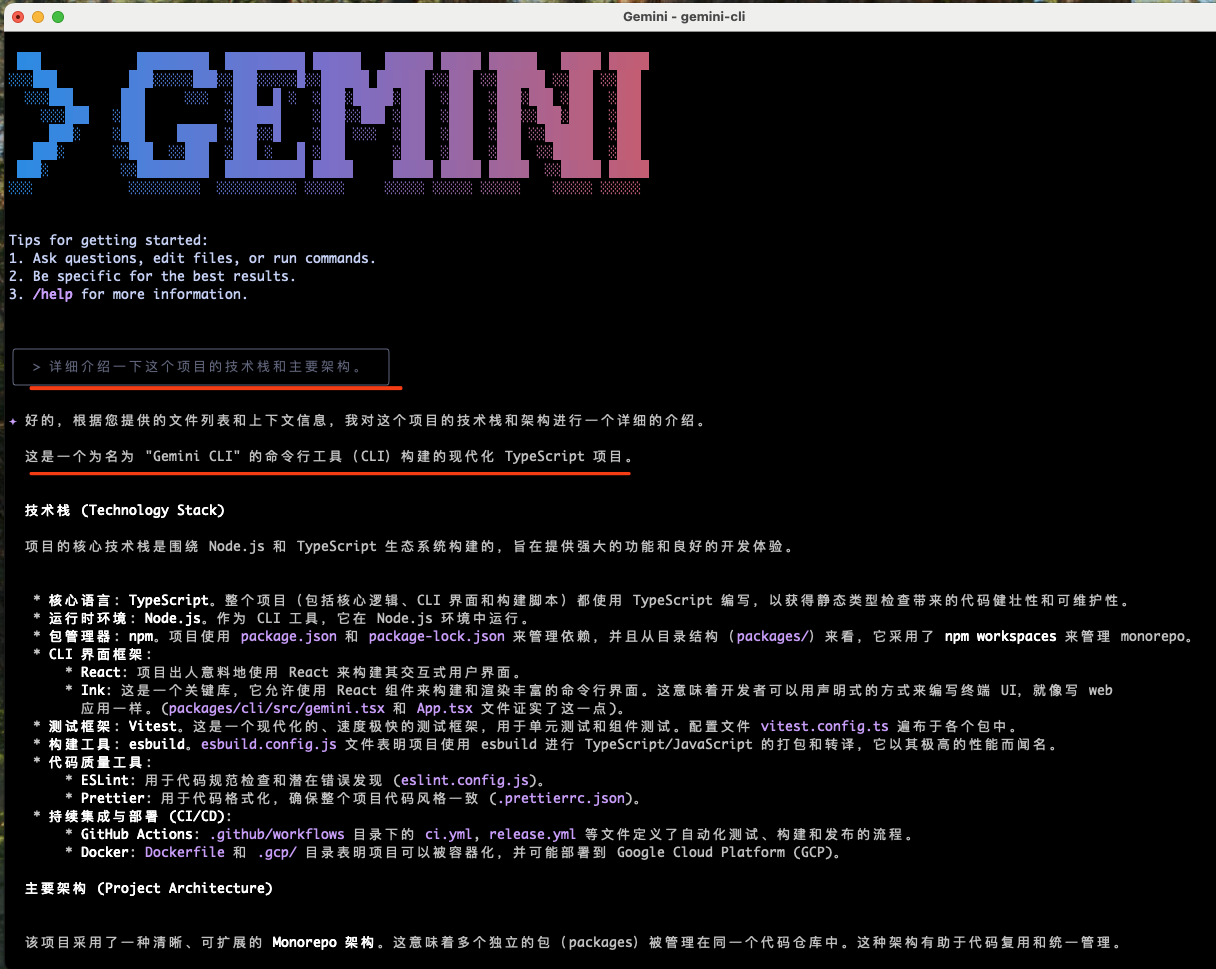 Gemini - gemini-cli
> GEMINI
Tips for getting started:
1. Ask questions, edit files, or run commands.
2. Be specific for the best results.
3. /help for more information.
> 详细介绍一下这个项目的技术栈和主要架构。
✦ 好的，根据您提供的文件列表和上下文信息，我对这个项目的技术栈和架构进行一个详细的介绍。
这是一个为名为 "Gemini CLI" 的命令行工具 (CLI) 构建的现代化 TypeScript 项目。
技术栈 (Technology Stack)
项目的核心技术栈是围绕 Node.js 和 TypeScript 生态系统构建的，旨在提供强大的功能和良好的开发体验。
* 核心语言: TypeScript。整个项目（包括核心逻辑、CLI 界面和构建脚本）都使用 TypeScript 编写，以获得静态类型检查带来的代码健壮性和可维护性。
* 运行时环境: Node.js。作为 CLI 工具，它在 Node.js 环境中运行。
* 包管理器: npm。项目使用 package.json 和 package-lock.json 来管理依赖，并且从目录结构 (packages/) 来看，它采用了 npm workspaces 来管理 monorepo。
* CLI 界面框架:
* React: 项目出人意料地使用 React 来构建其交互式用户界面。
* Ink: 这是一个关键库，它允许使用 React 组件来构建和渲染丰富的命令行界面。这意味着开发者可以用声明式的方式来编写终端 UI，就像写 web
应用一样。(packages/cli/src/gemini.tsx 和 App.tsx 文件证实了这一点)。
* 测试框架: Vitest。这是一个现代化的、速度极快的测试框架，用于单元测试和组件测试。配置文件 vitest.config.ts 遍布于各个包中。
* 构建工具: esbuild。esbuild.config.js 文件表明项目使用 esbuild 进行 TypeScript/JavaScript 的打包和转译，它以其极高的性能而闻名。
* 代码质量工具:
* ESLint: 用于代码规范检查和潜在错误发现 (eslint.config.js)。
* Prettier: 用于代码格式化，确保整个项目代码风格一致 (.prettierrc.json)。
* 持续集成与部署 (CI/CD):
* GitHub Actions: .github/workflows 目录下的 ci.yml, release.yml 等文件定义了自动化测试、构建和发布的流程。
* Docker: Dockerfile 和 .gcp/ 目录表明项目可以被容器化，并可能部署到 Google Cloud Platform (GCP)。
主要架构 (Project Architecture)
该项目采用了一种清晰、可扩展的 Monorepo 架构。这意味着多个独立的包 (packages) 被管理在同一个代码仓库中。这种架构有助于代码复用和统一管理。